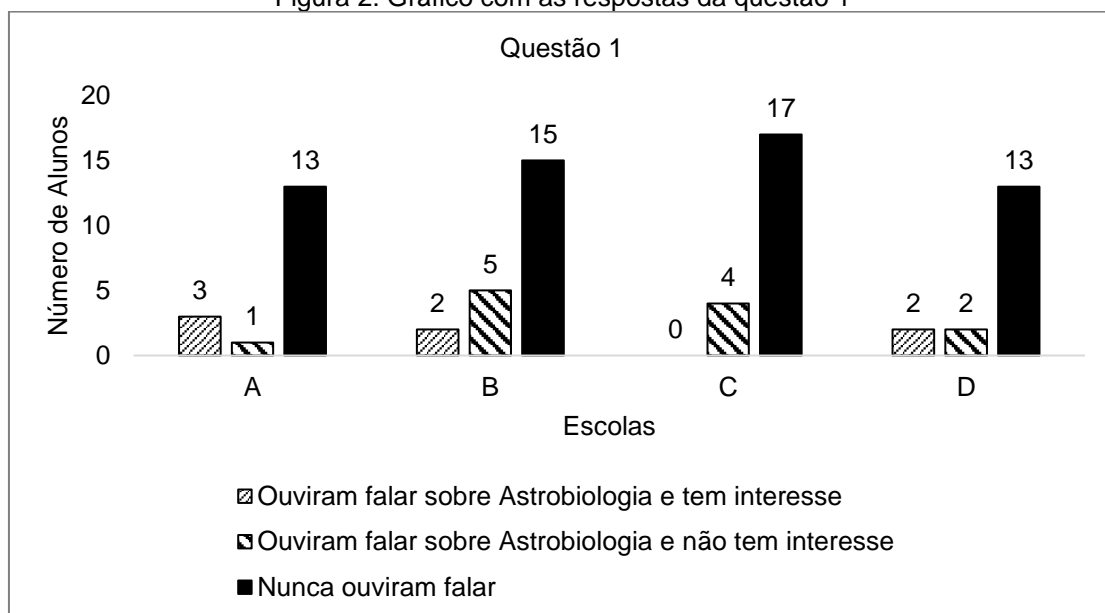 Figura 2. Gráfico com as respostas da questão 1
Questão 1
Número de Alunos
20
15
10
5
0
3
1
13
2
5
15
0
4
17
2
2
13
A
B
C
D
Escolas
Ouviram falar sobre Astrobiologia e tem interesse
Ouviram falar sobre Astrobiologia e não tem interesse
Nunca ouviram falar